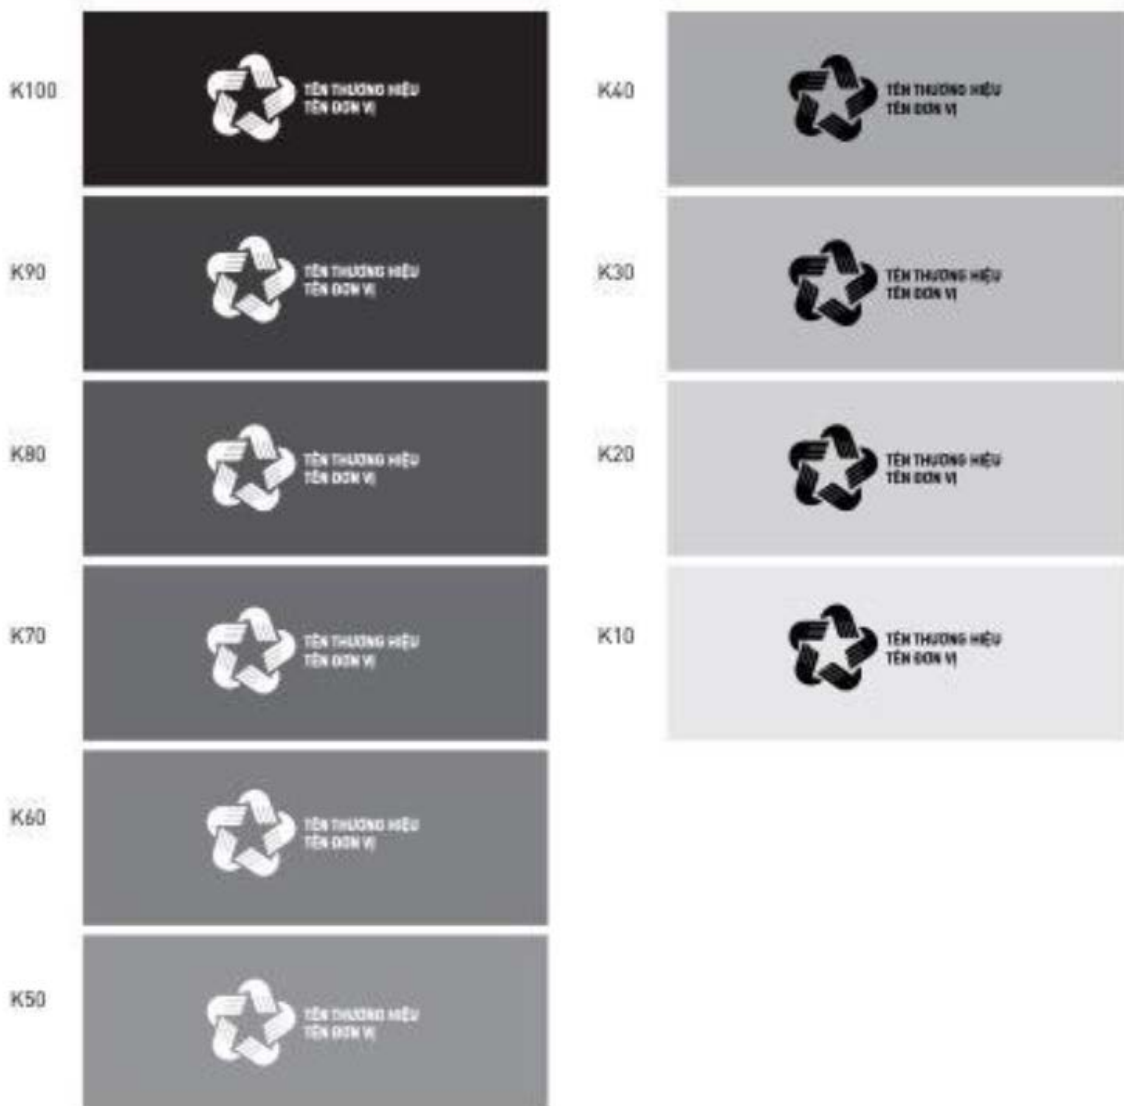 K100
TÊN THƯƠNG HIỆU
TÊN ĐƠN VỊ
K90
TÊN THƯƠNG HIỆU
TÊN ĐƠN VỊ
K80
TÊN THƯƠNG HIỆU
TÊN ĐƠN VỊ
K70
TÊN THƯƠNG HIỆU
TÊN ĐƠN VỊ
K60
TÊN THƯƠNG HIỆU
TÊN ĐƠN VỊ
K50
TÊN THƯƠNG HIỆU
TÊN ĐƠN VỊ
K40
TÊN THƯƠNG HIỆU
TÊN ĐƠN VỊ
K30
TÊN THƯƠNG HIỆU
TÊN ĐƠN VỊ
K20
TÊN THƯƠNG HIỆU
TÊN ĐƠN VỊ
K10
TÊN THƯƠNG HIỆU
TÊN ĐƠN VỊ